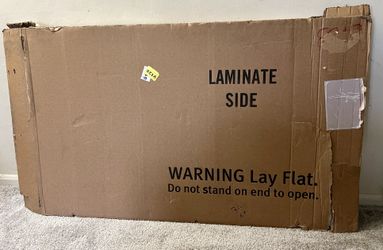 LAMINATE
SIDE
WARNING Lay Flat.
Do not stand on end to open.